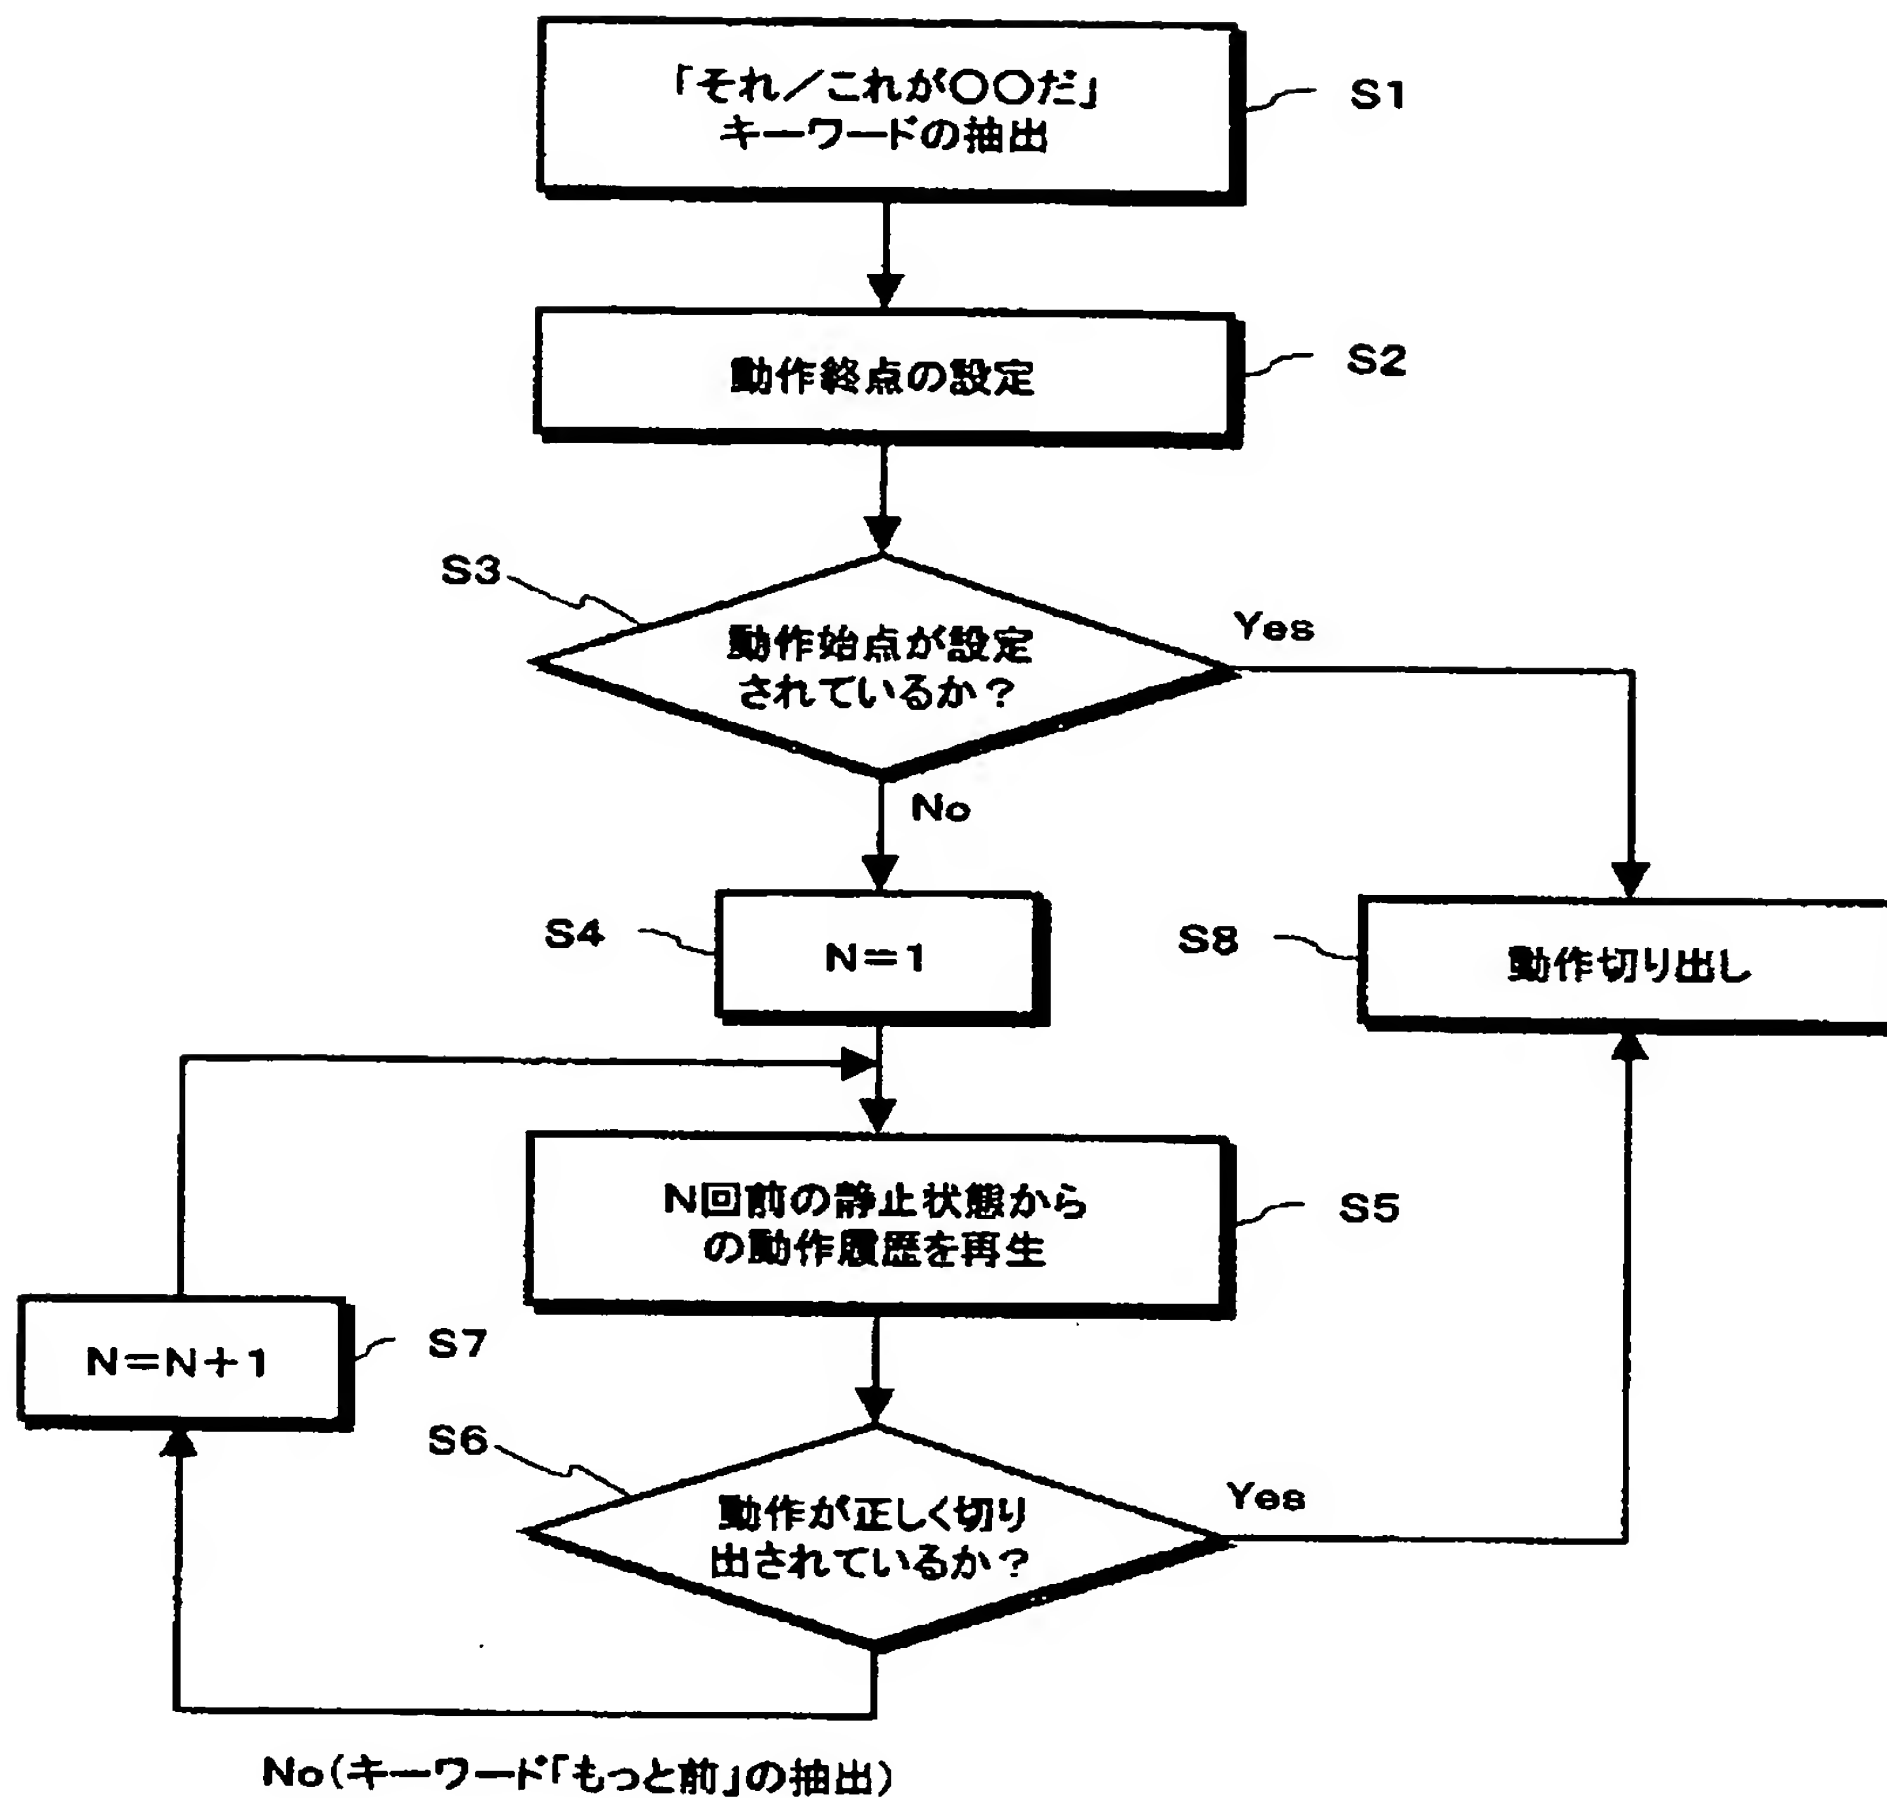 「それ／これが〇〇だ」
キーワードの抽出
S1
動作終点の設定
S2
S3
動作始点が設定
されているか？
Yes
No
S4
N＝1
S8
動作切り出し
N回前の静止状態から
の動作履歴を再生
S5
N＝N＋1
S7
S6
動作が正しく切り
出されているか？
Yes
No（キーワード「もっと前」の抽出）